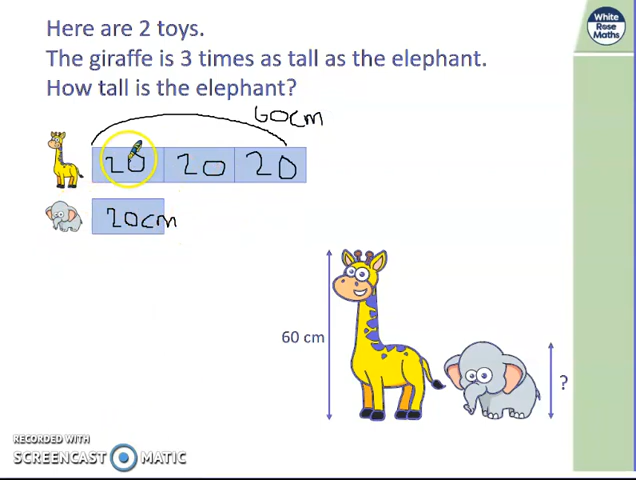 Here are 2 toys.
The giraffe is 3 times as tall as the elephant.
How tall is the elephant?
60cm
20 20 20
20cm
60 cm
?
White
Rose
Maths
RECORDED WITH
SCREENCAST MATIC